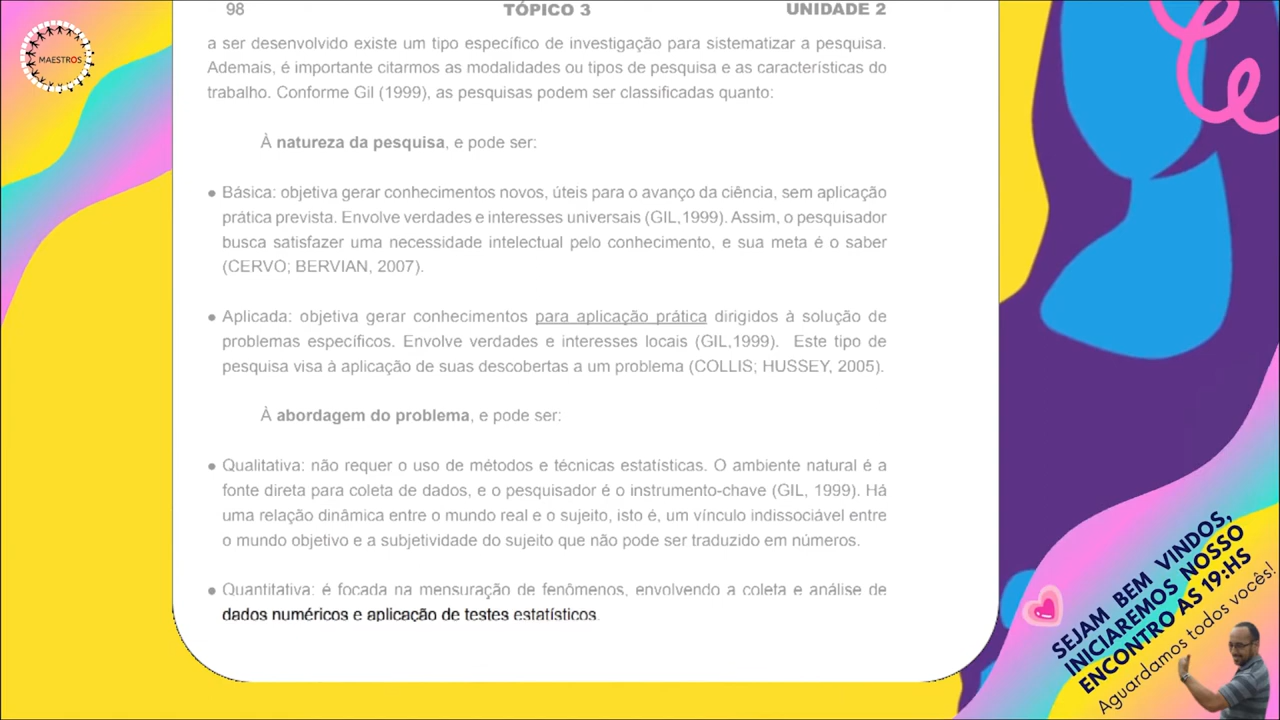 MAESTROS
98 TÓPICO 3 UNIDADE 2
a ser desenvolvido existe um tipo específico de investigação para sistematizar a pesquisa.
Ademais, é importante citarmos as modalidades ou tipos de pesquisa e as características do
trabalho. Conforme Gil (1999), as pesquisas podem ser classificadas quanto:
À natureza da pesquisa, e pode ser:
● Básica: objetiva gerar conhecimentos novos, úteis para o avanço da ciência, sem aplicação
prática prevista. Envolve verdades e interesses universais (GIL,1999). Assim, o pesquisador
busca satisfazer uma necessidade intelectual pelo conhecimento, e sua meta é o saber
(CERVO; BERVIAN, 2007).
● Aplicada: objetiva gerar conhecimentos para aplicação prática dirigidos à solução de
problemas específicos. Envolve verdades e interesses locais (GIL,1999). Este tipo de
pesquisa visa à aplicação de suas descobertas a um problema (COLLIS; HUSSEY, 2005).
À abordagem do problema, e pode ser:
● Qualitativa: não requer o uso de métodos e técnicas estatísticas. O ambiente natural é a
fonte direta para coleta de dados, e o pesquisador é o instrumento-chave (GIL, 1999). Há
uma relação dinâmica entre o mundo real e o sujeito, isto é, um vínculo indissociável entre
o mundo objetivo e a subjetividade do sujeito que não pode ser traduzido em números.
● Quantitativa: é focada na mensuração de fenômenos, envolvendo a coleta e análise de
dados numéricos e aplicação de testes estatísticos.
SEJAM BEM VINDOS,
INICIAREMOS NOSSO
ENCONTRO AS 19:HS
Aguardamos todos vocês!